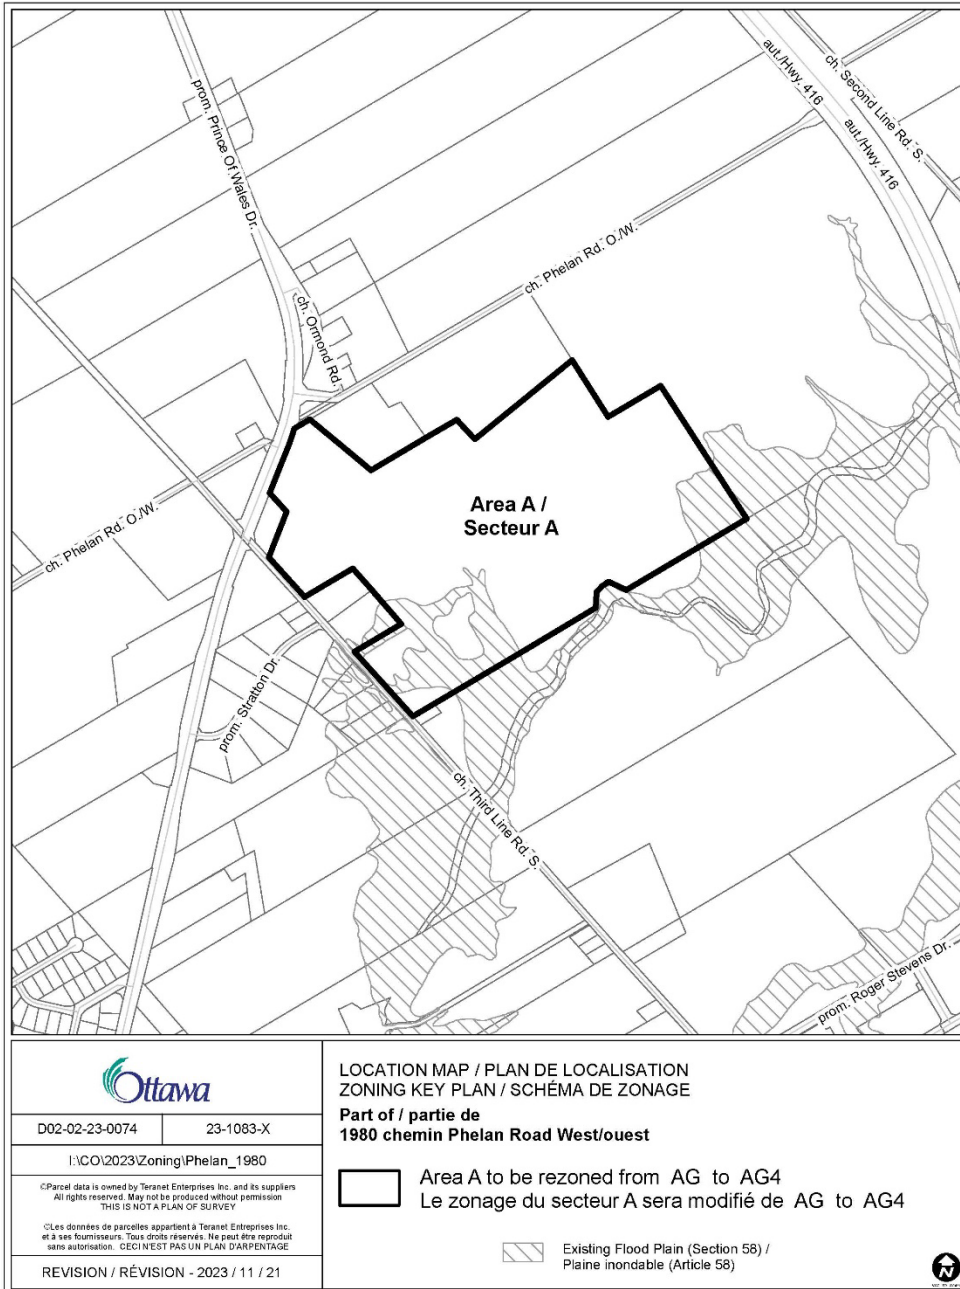 prom. Prince Of Wales Dr.
aut./Hwy. 416
ch. Second Line Rd. S.
aut./Hwy. 416
ch. Phelan Rd. O./W.
ch. Ormond Rd.
Area A /
Secteur A
ch. Phelan Rd. O./W.
prom. Stratton Dr.
ch. Third Line Rd. S.
prom. Roger Stevens Dr.
Ottawa
D02-02-23-0074
23-1083-X
I:\CO\2023\Zoning\Phelan_1980
©Parcel data is owned by Teranet Enterprises Inc. and its suppliers
All rights reserved. May not be produced without permission
THIS IS NOT A PLAN OF SURVEY
©Les données de parcelles appartient à Teranet Entreprises Inc.
et à ses fournisseurs. Tous droits réservés. Ne peut être reproduit
sans autorisation. CECI N'EST PAS UN PLAN D'ARPENTAGE
REVISION / RÉVISION - 2023 / 11 / 21
LOCATION MAP / PLAN DE LOCALISATION
ZONING KEY PLAN / SCHÉMA DE ZONAGE
Part of / partie de
1980 chemin Phelan Road West/ouest
Area A to be rezoned from AG to AG4
Le zonage du secteur A sera modifié de AG to AG4
Existing Flood Plain (Section 58) /
Plaine inondable (Article 58)
N